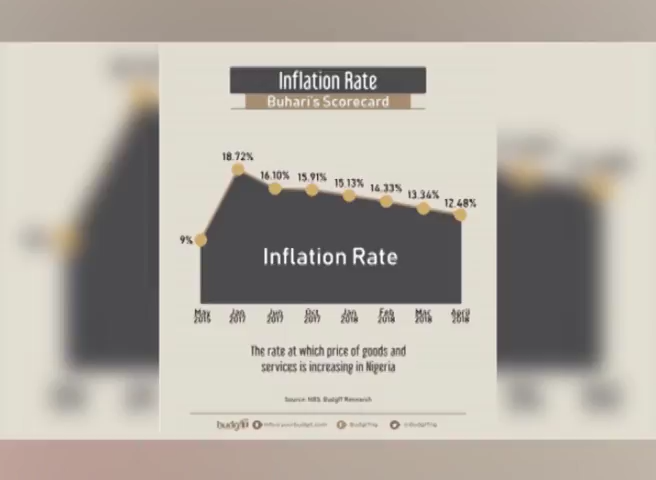 Inflation Rate
Buhari's Scorecard
18.72%
16.10% 15.91% 15.13% 14.33% 13.34% 12.48%
9%
Inflation Rate
May Jan Jun Oct Jan Feb Mar April
2015 2017 2017 2017 2018 2018 2018 2018
The rate at which price of goods and
services is increasing in Nigeria
Source: NBS, BudgIT Research
budgIT